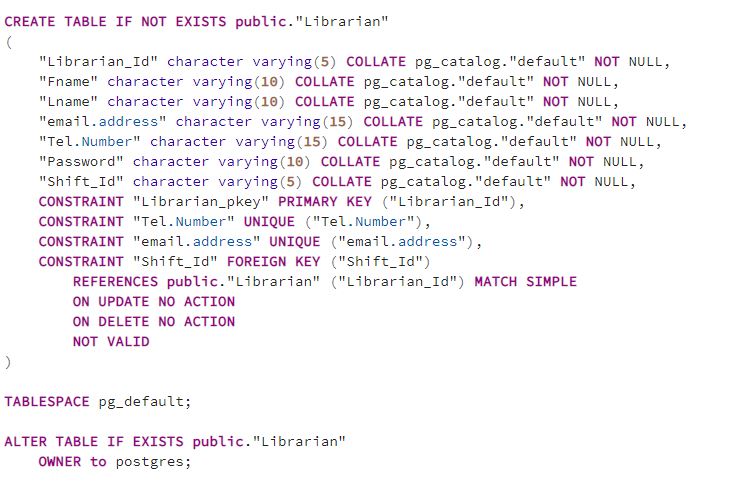 CREATE TABLE IF NOT EXISTS public."Librarian"
(
    "Librarian_Id" character varying(5) COLLATE pg_catalog."default" NOT NULL,
    "Fname" character varying(10) COLLATE pg_catalog."default" NOT NULL,
    "Lname" character varying(10) COLLATE pg_catalog."default" NOT NULL,
    "email.address" character varying(15) COLLATE pg_catalog."default" NOT NULL,
    "Tel.Number" character varying(15) COLLATE pg_catalog."default" NOT NULL,
    "Password" character varying(10) COLLATE pg_catalog."default" NOT NULL,
    "Shift_Id" character varying(5) COLLATE pg_catalog."default" NOT NULL,
    CONSTRAINT "Librarian_pkey" PRIMARY KEY ("Librarian_Id"),
    CONSTRAINT "Tel.Number" UNIQUE ("Tel.Number"),
    CONSTRAINT "email.address" UNIQUE ("email.address"),
    CONSTRAINT "Shift_Id" FOREIGN KEY ("Shift_Id")
        REFERENCES public."Librarian" ("Librarian_Id") MATCH SIMPLE
        ON UPDATE NO ACTION
        ON DELETE NO ACTION
        NOT VALID
)
TABLESPACE pg_default;
ALTER TABLE IF EXISTS public."Librarian"
    OWNER to postgres;